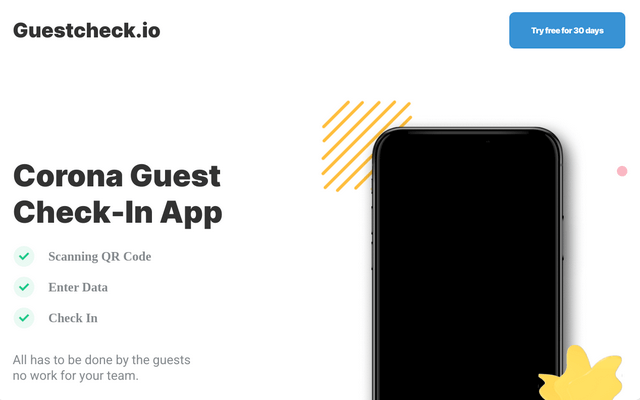 Guestcheck.io
Try free for 30 days
Corona Guest
Check-In App
Scanning QR Code
Enter Data
Check In
All has to be done by the guests
no work for your team.